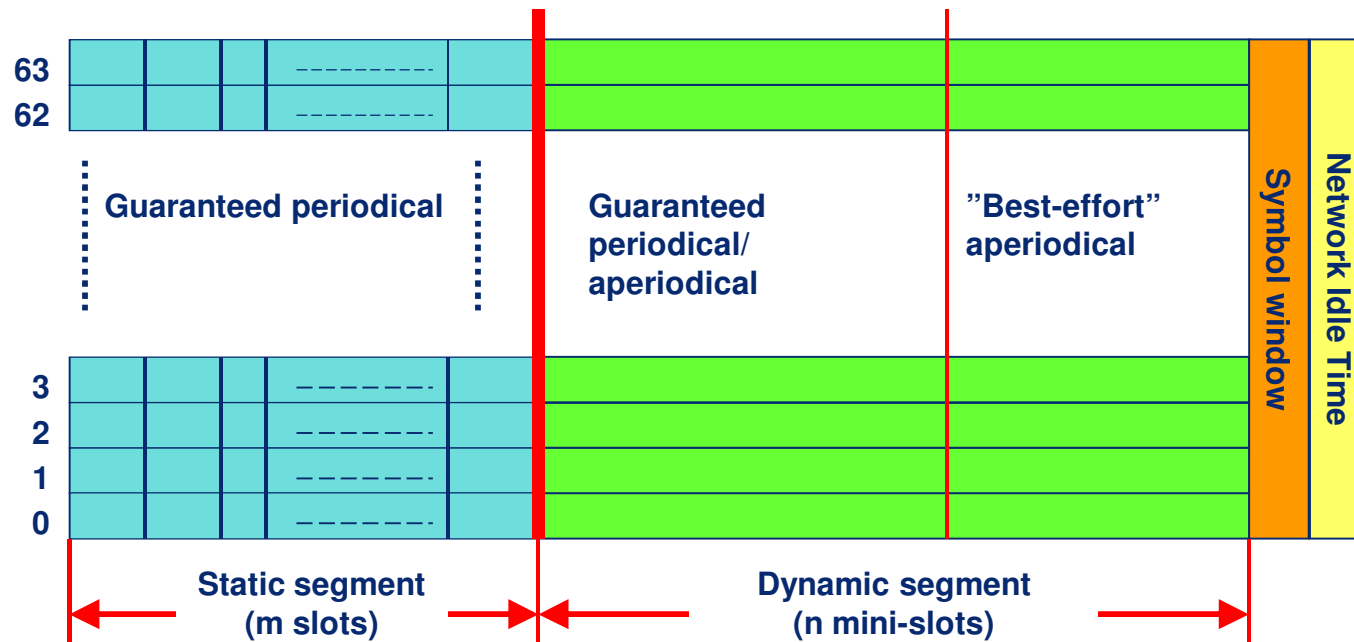 63
62
Guaranteed periodical
Guaranteed
periodical/
aperiodical
”Best-effort”
aperiodical
Symbol window
Network Idle Time
3
2
1
0
Static segment
(m slots)
Dynamic segment
(n mini-slots)